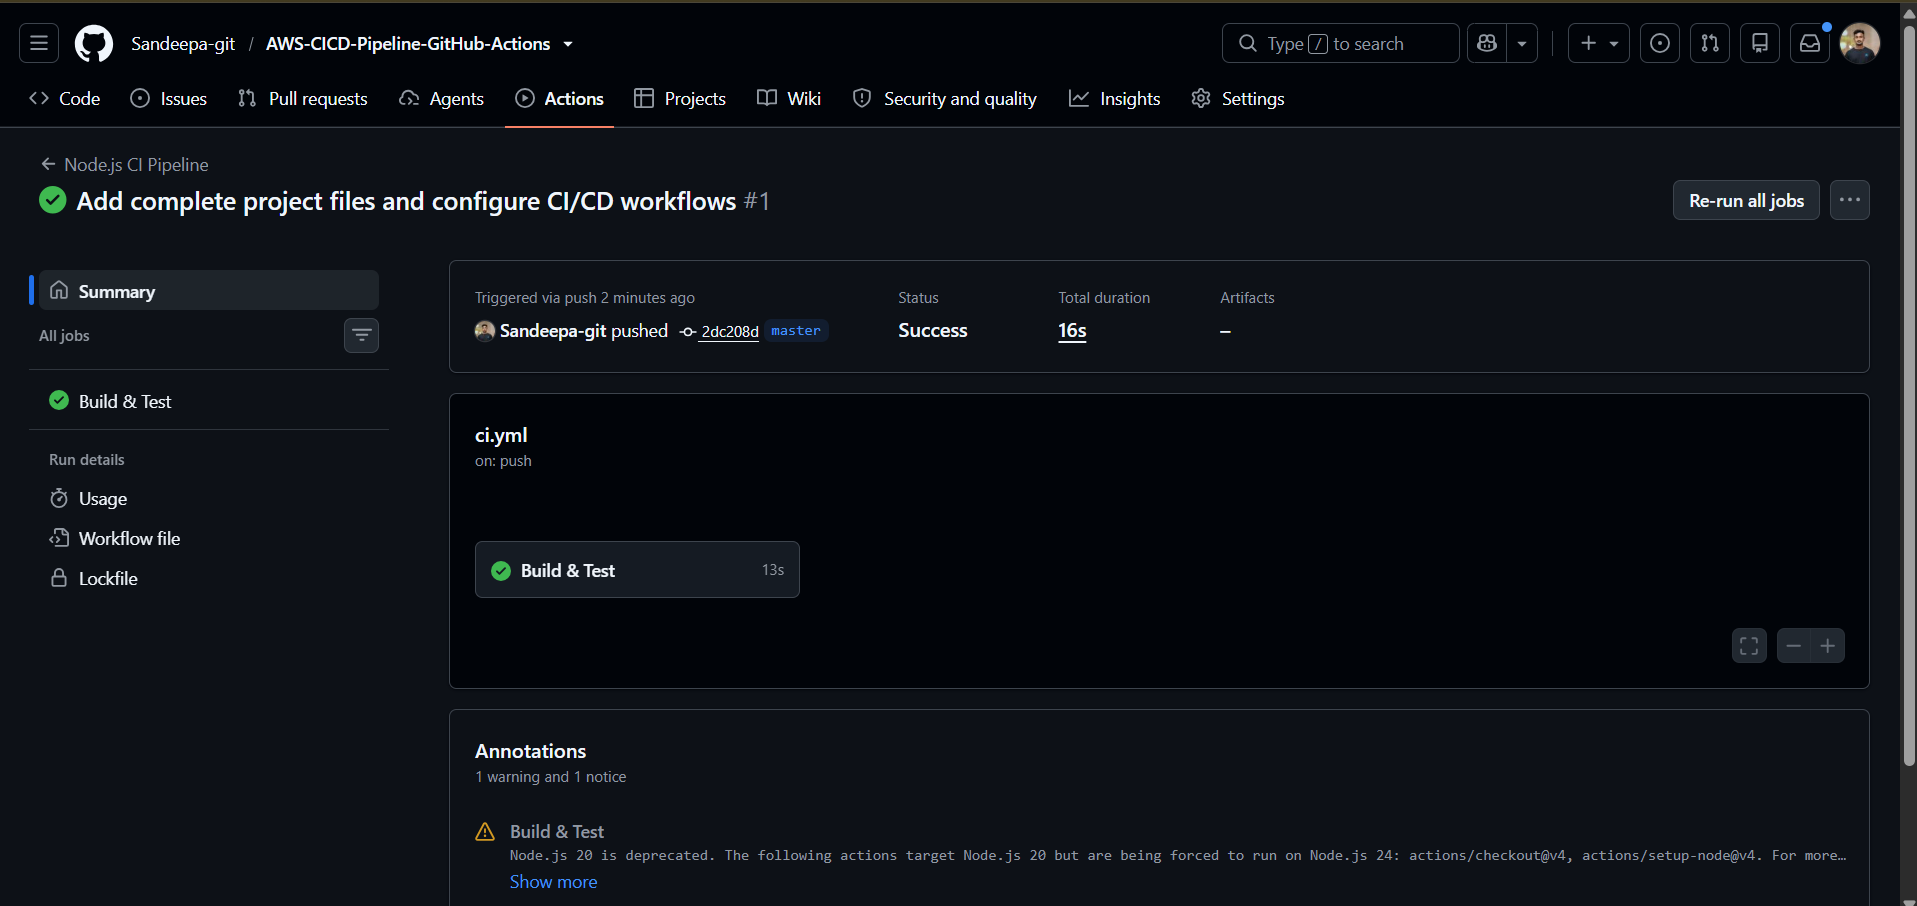 Sandeepa-git / AWS-CICD-Pipeline-GitHub-Actions
Type / to search
Code
Issues
Pull requests
Agents
Actions
Projects
Wiki
Security and quality
Insights
Settings
Node.js CI Pipeline
Add complete project files and configure CI/CD workflows #1
Re-run all jobs
Summary
All jobs
Build & Test
Run details
Usage
Workflow file
Lockfile
Triggered via push 2 minutes ago
Sandeepa-git pushed 2dc208d master
Status
Success
Total duration
16s
Artifacts
–
ci.yml
on: push
Build & Test 13s
Annotations
1 warning and 1 notice
Build & Test
Node.js 20 is deprecated. The following actions target Node.js 20 but are being forced to run on Node.js 24: actions/checkout@v4, actions/setup-node@v4. For more…
Show more